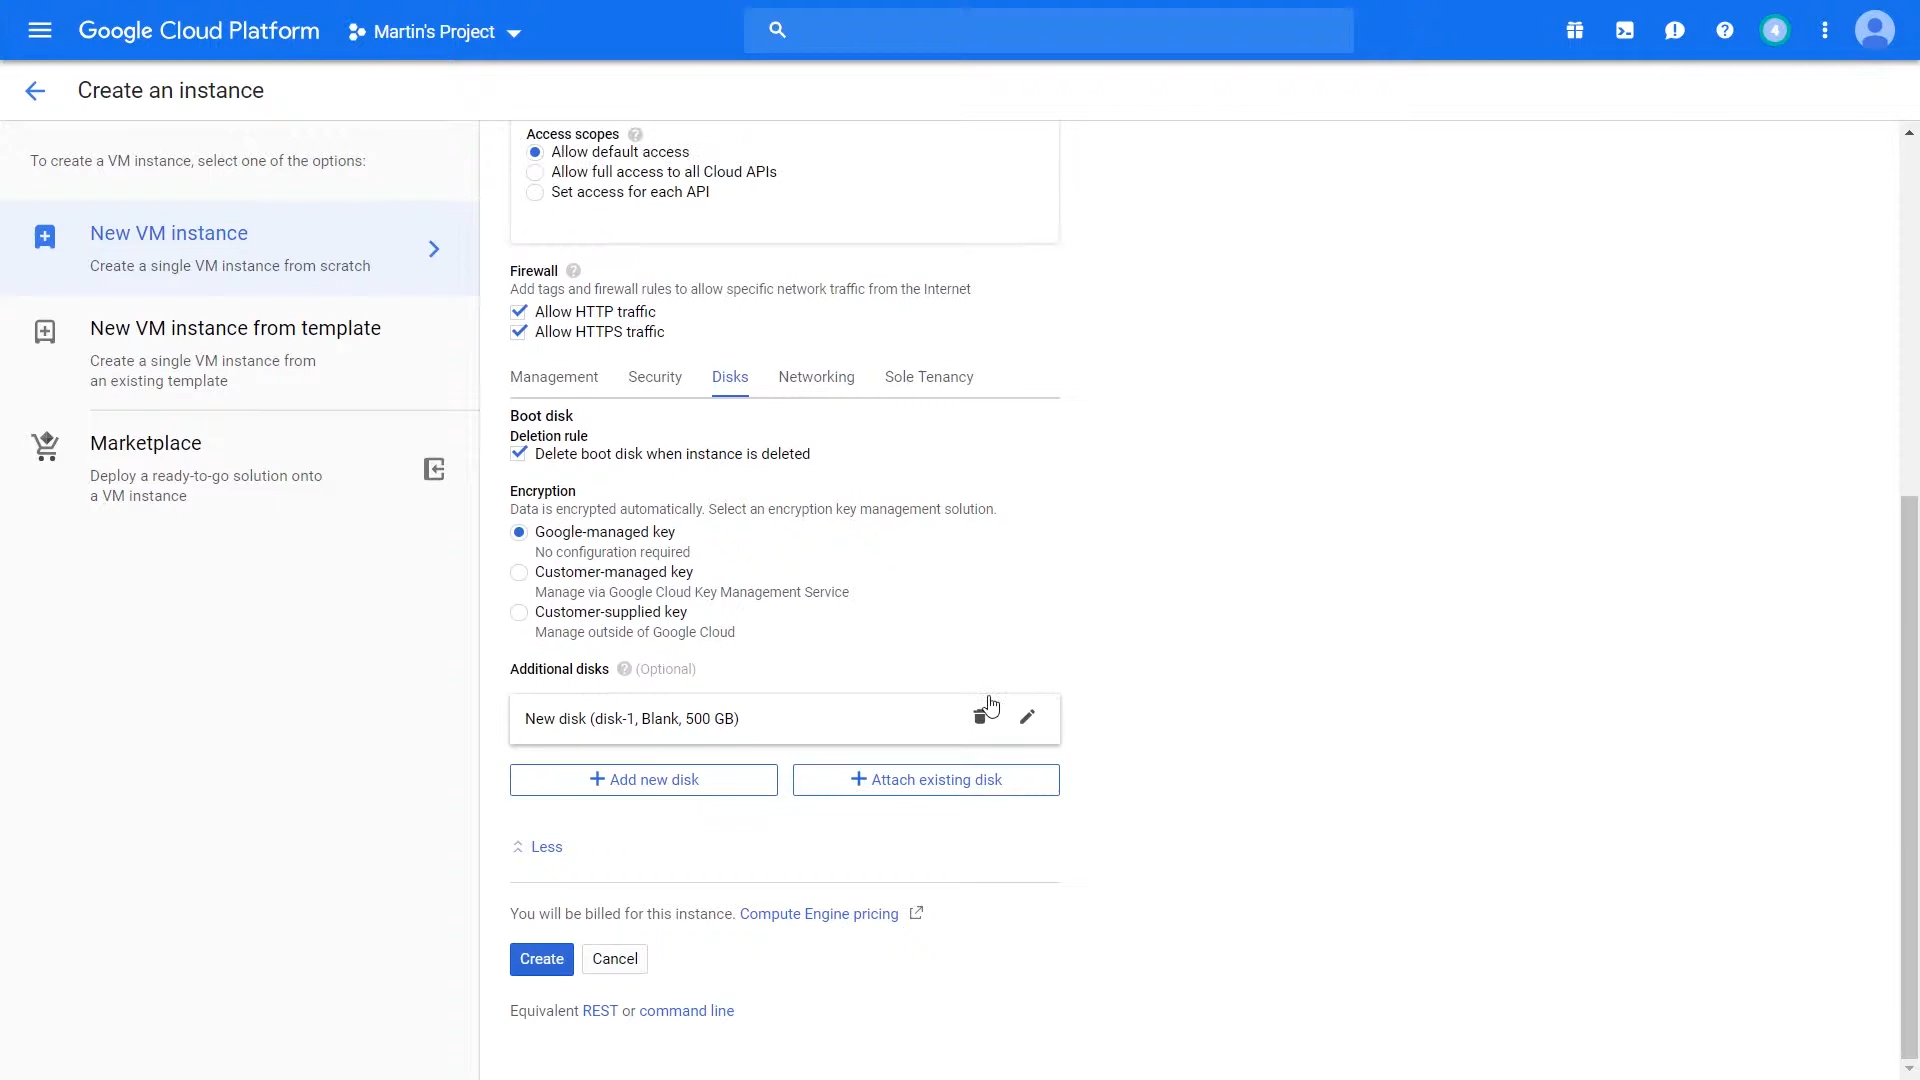 Google Cloud Platform
Martin's Project
4
Create an instance
To create a VM instance, select one of the options:
New VM instance
Create a single VM instance from scratch
New VM instance from template
Create a single VM instance from
an existing template
Marketplace
Deploy a ready-to-go solution onto
a VM instance
Access scopes
Allow default access
Allow full access to all Cloud APIs
Set access for each API
Firewall
Add tags and firewall rules to allow specific network traffic from the Internet
Allow HTTP traffic
Allow HTTPS traffic
Management Security Disks Networking Sole Tenancy
Boot disk
Deletion rule
Delete boot disk when instance is deleted
Encryption
Data is encrypted automatically. Select an encryption key management solution.
Google-managed key
No configuration required
Customer-managed key
Manage via Google Cloud Key Management Service
Customer-supplied key
Manage outside of Google Cloud
Additional disks (Optional)
New disk (disk-1, Blank, 500 GB)
Add new disk
Attach existing disk
Less
You will be billed for this instance. Compute Engine pricing
Create Cancel
Equivalent REST or command line